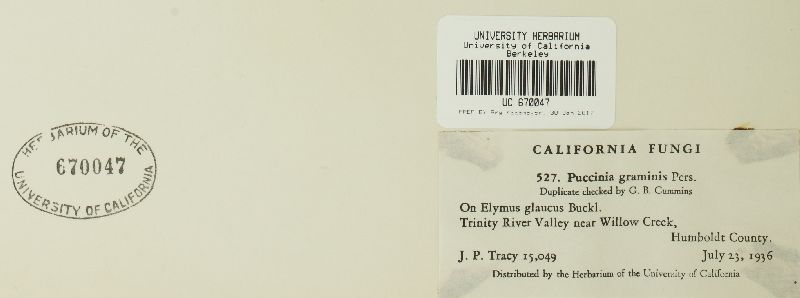 UNIVERSITY HERBARIUM
University of California
Berkeley
UC 670047
HERBARIUM OF THE
670047
UNIVERSITY OF CALIFORNIA
CALIFORNIA FUNGI
527. Puccinia graminis Pers.
Duplicate checked by G. B. Cummins
On Elymus glaucus Buckl.
Trinity River Valley near Willow Creek,
Humboldt County.
J. P. Tracy 15,049 July 23, 1936
Distributed by the Herbarium of the University of California